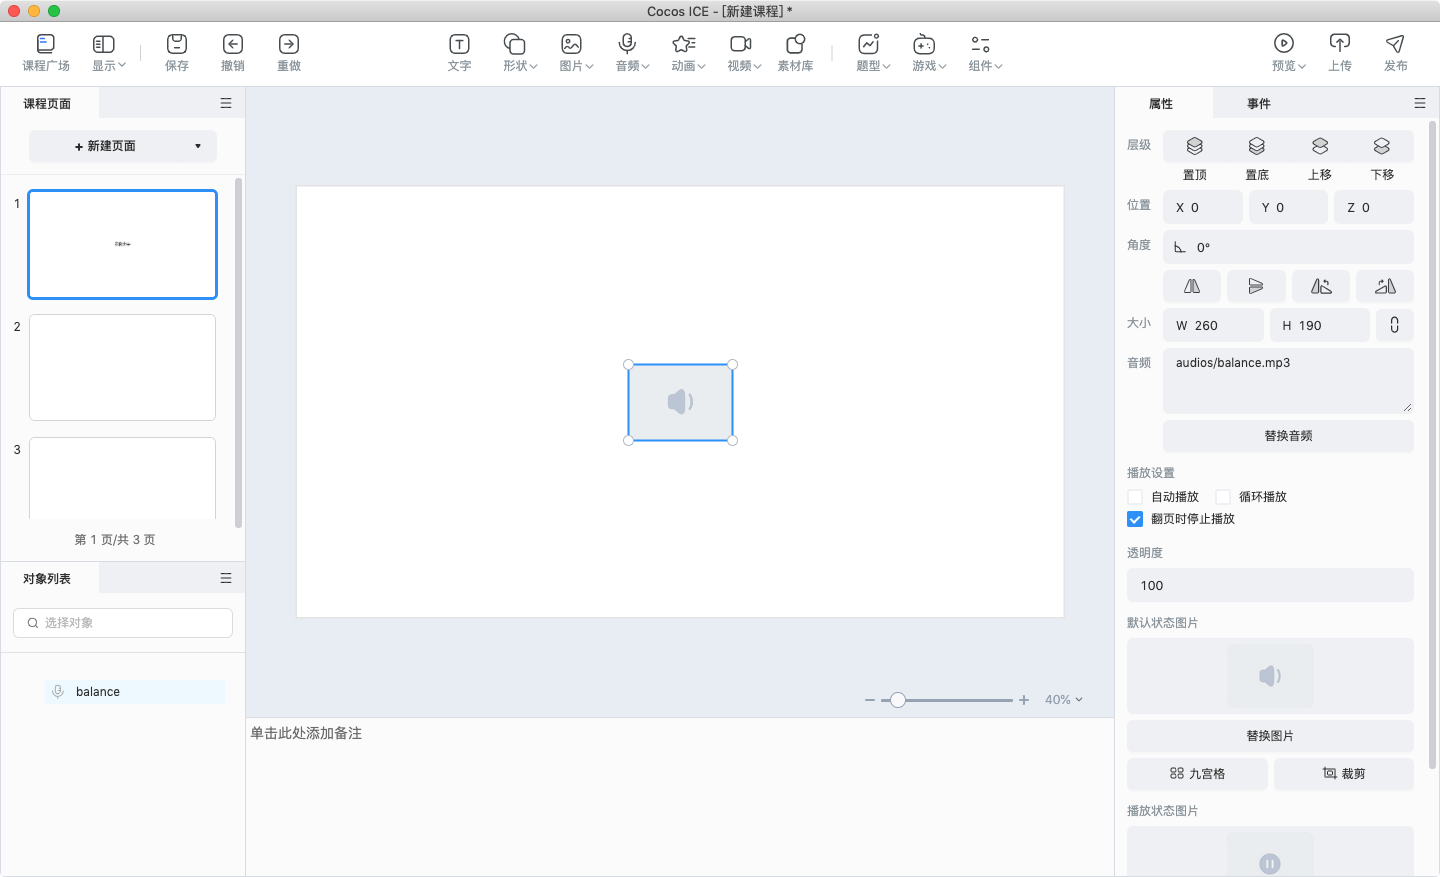 Cocos ICE - [新建课程] *
课程广场 显示 保存 撤销 重做 文字 形状 图片 音频 动画 视频 素材库 题型 游戏 组件 预览 上传 发布
课程页面
+ 新建页面
1
2
3
第 1 页/共 3 页
对象列表
选择对象
balance
40%
单击此处添加备注
属性 事件
层级
置顶 置底 上移 下移
位置 X 0 Y 0 Z 0
角度 0°
大小 W 260 H 190
音频 audios/balance.mp3
替换音频
播放设置
自动播放 循环播放
翻页时停止播放
透明度
100
默认状态图片
替换图片
九宫格 裁剪
播放状态图片